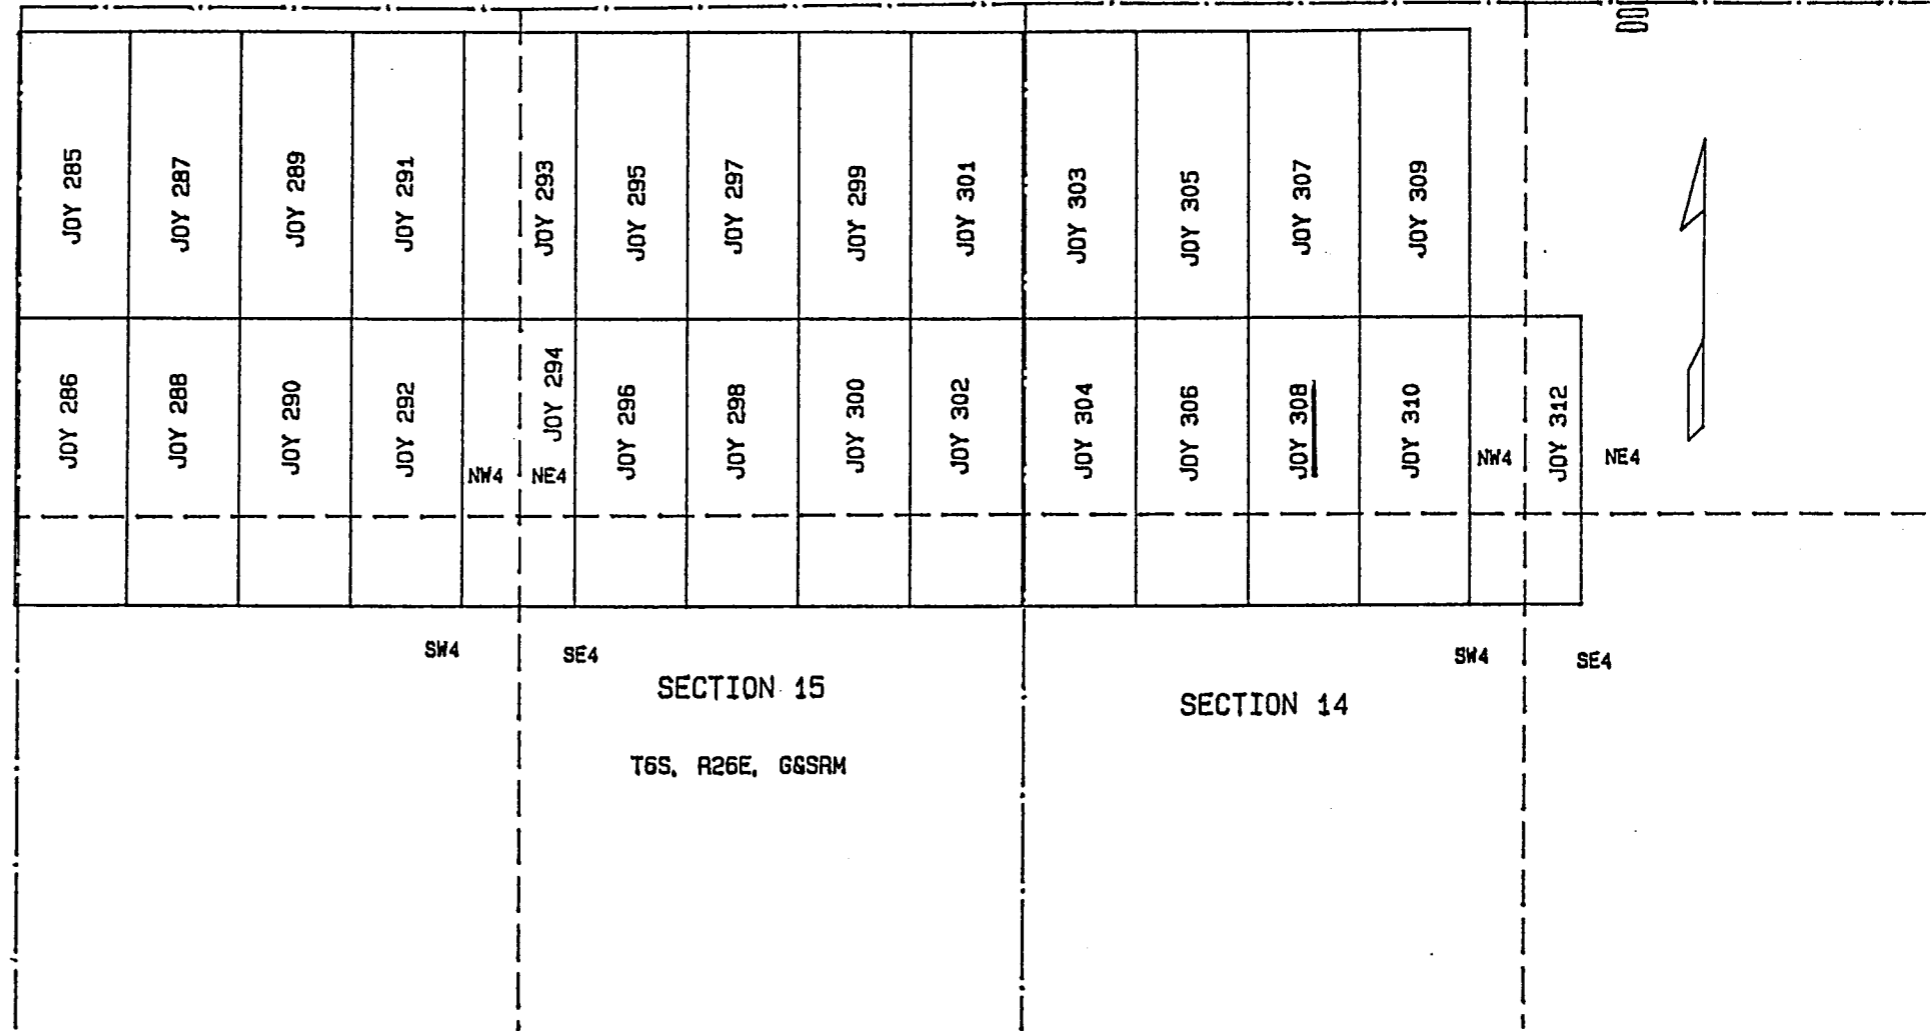 JOY 285
JOY 287
JOY 289
JOY 291
JOY 293
JOY 295
JOY 297
JOY 299
JOY 301
JOY 303
JOY 305
JOY 307
JOY 309
JOY 286
JOY 288
JOY 290
JOY 292
NW4
NE4
JOY 294
JOY 296
JOY 298
JOY 300
JOY 302
JOY 304
JOY 306
JOY 308
JOY 310
NW4
JOY 312
NE4
SW4
SE4
SW4
SE4
SECTION 15
SECTION 14
T6S, R26E, G&SRM